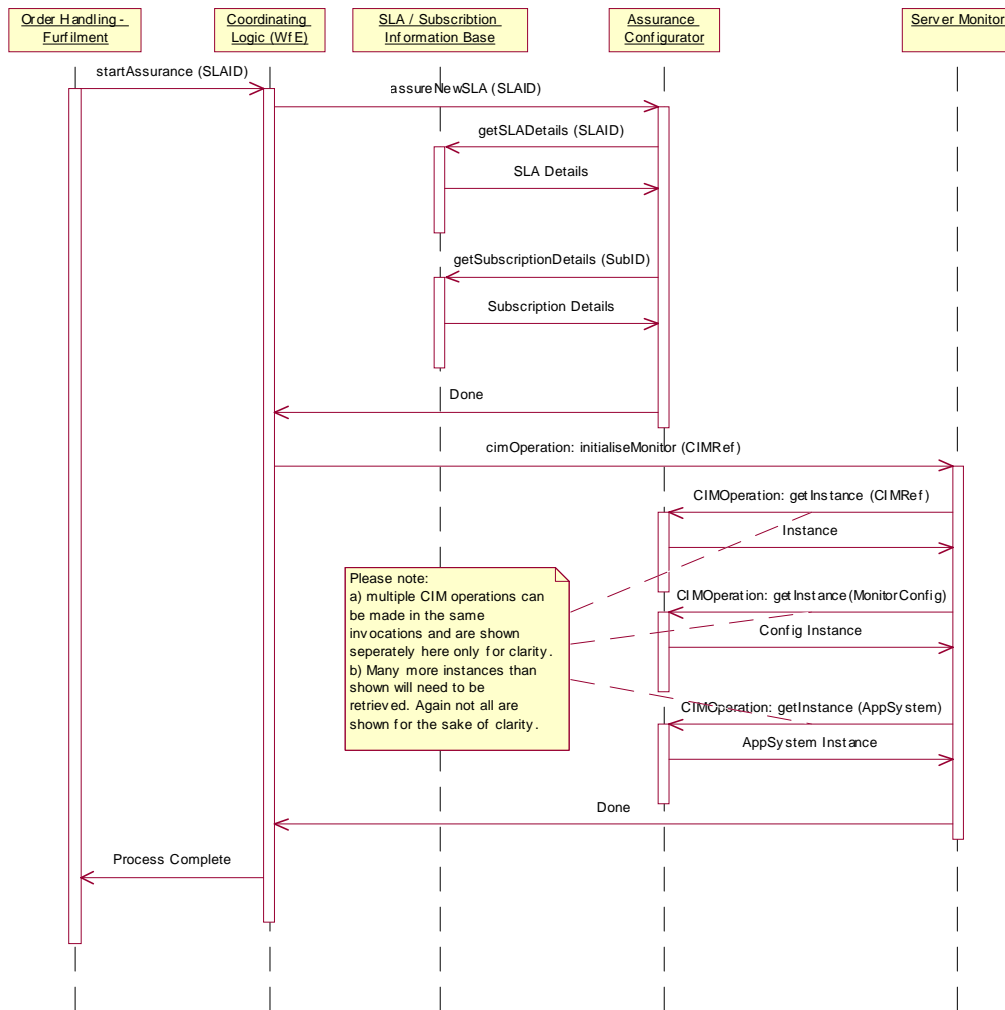 Order Handling -
Furfilment
Coordinating
Logic (WfE)
SLA / Subscribtion
Information Base
Assurance
Configurator
Server Monitor
startAssurance (SLAID)
assureNewSLA (SLAID)
getSLADetails (SLAID)
SLA Details
getSubscriptionDetails (SubID)
Subscription Details
Done
cimOperation: initialiseMonitor (CIMRef)
CIMOperation: getInstance (CIMRef)
Instance
Please note:
a) multiple CIM operations can
be made in the same
invocations and are shown
seperately here only for clarity.
b) Many more instances than
shown will need to be
retrieved. Again not all are
shown for the sake of clarity.
CIMOperation: getInstance(MonitorConfig)
Config Instance
CIMOperation: getInstance (AppSystem)
AppSystem Instance
Done
Process Complete